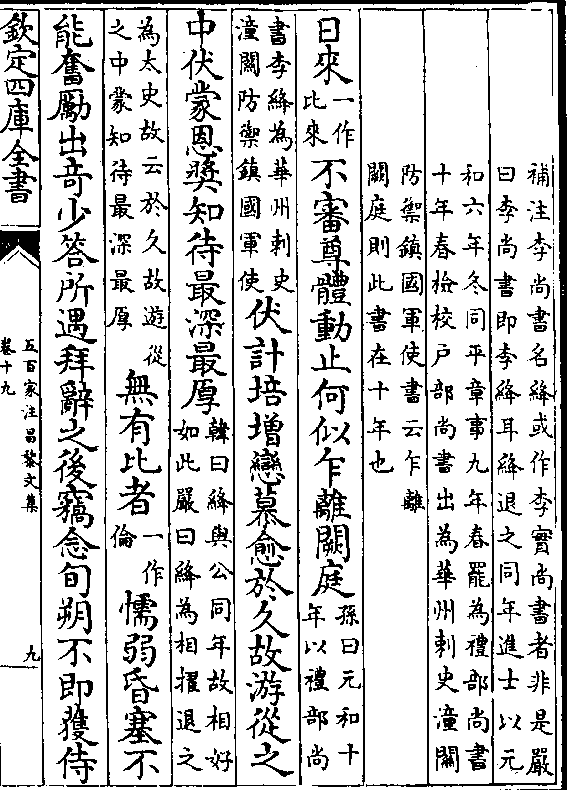 補注李尚書名絳或作李實尚書者非是嚴
曰李尚書即李絳耳絳退之同年進士以元
和六年冬同平章事九年春罷為禮部尚書
十年春檢校戶部尚書出為華州刺史潼關
防禦鎮國軍使書云乍離
闕庭則此書在十年也
日來一作比來不審尊體動止何似乍離闕庭孫曰元和十年以禮部尚
書李絳為華州刺史潼關防禦鎮國軍使伏計培增戀慕愈於久故游從之
中伏蒙恩奬知待最深最厚韓曰絳與公同年故相好如此嚴曰絳為相擢退之
為太史故云於久故遊從之中蒙知待最深最厚無有比者一作倫懦弱昏塞不
能奮勵出竒少答所遇拜辭之後竊念旬朔不即獲侍
欽定四庫全書
五百家注昌黎文集
卷十九
九